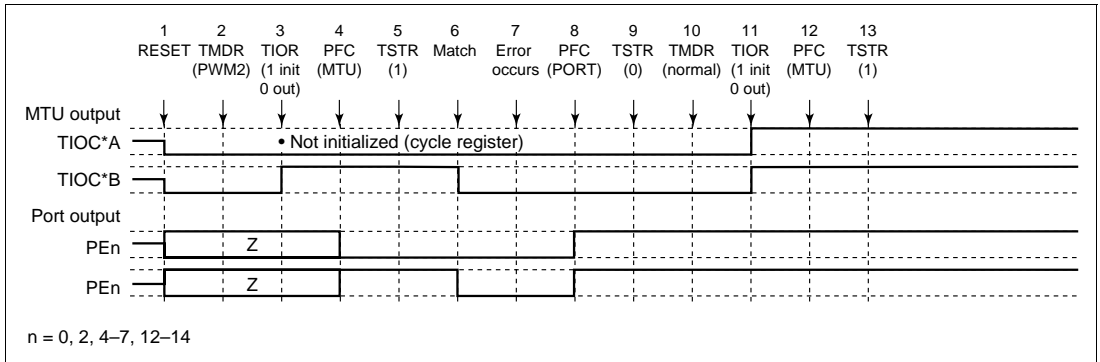 1 2 3 4 5 6 7 8 9 10 11 12 13
RESET TMDR TIOR PFC TSTR Match Error PFC TSTR TMDR TIOR PFC TSTR
(PWM2) (1 init (MTU) (1) occurs (PORT) (0) (normal) (1 init (MTU) (1)
0 out) 0 out)
MTU output
TIOC*A • Not initialized (cycle register)
TIOC*B
Port output
PEn Z
PEn Z
n = 0, 2, 4–7, 12–14